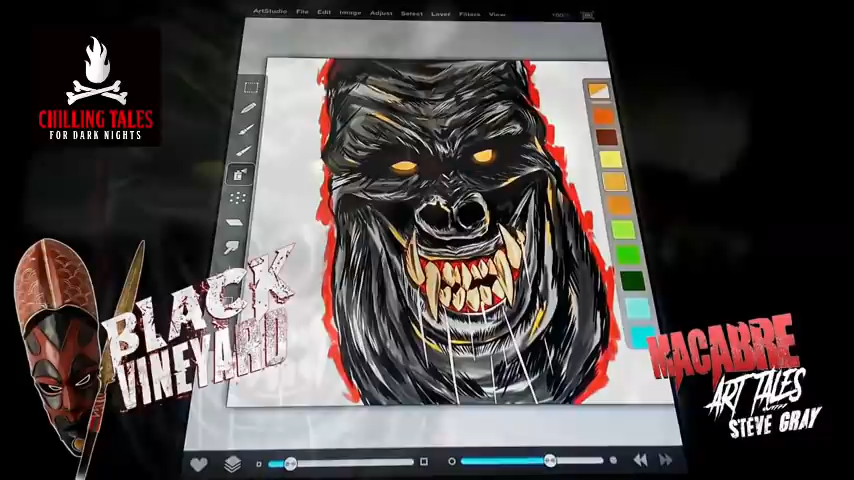 ArtStudio File Edit Image Adjust Select Layer Filters View
CHILLING TALES
FOR DARK NIGHTS
BLACK
VINEYARD
MACABRE
ART TALES
WITH
STEVE GRAY